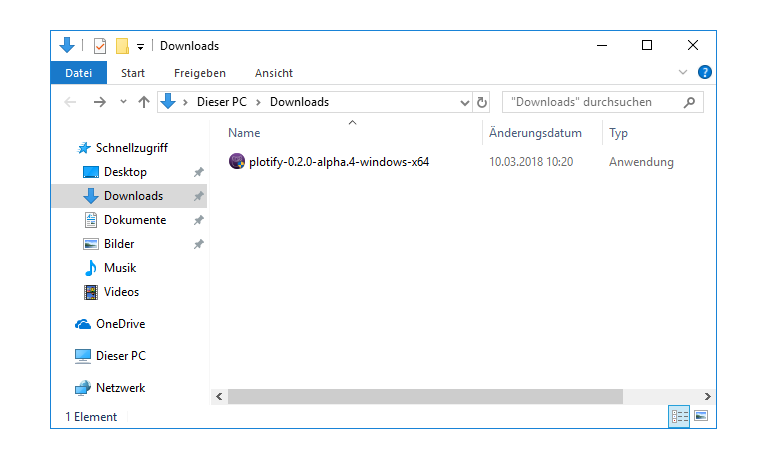 Downloads
Datei Start Freigeben Ansicht
Dieser PC Downloads "Downloads" durchsuchen
Name Änderungsdatum Typ
plotify-0.2.0-alpha.4-windows-x64 10.03.2018 10:20 Anwendung
Schnellzugriff
Desktop
Downloads
Dokumente
Bilder
Musik
Videos
OneDrive
Dieser PC
Netzwerk
1 Element